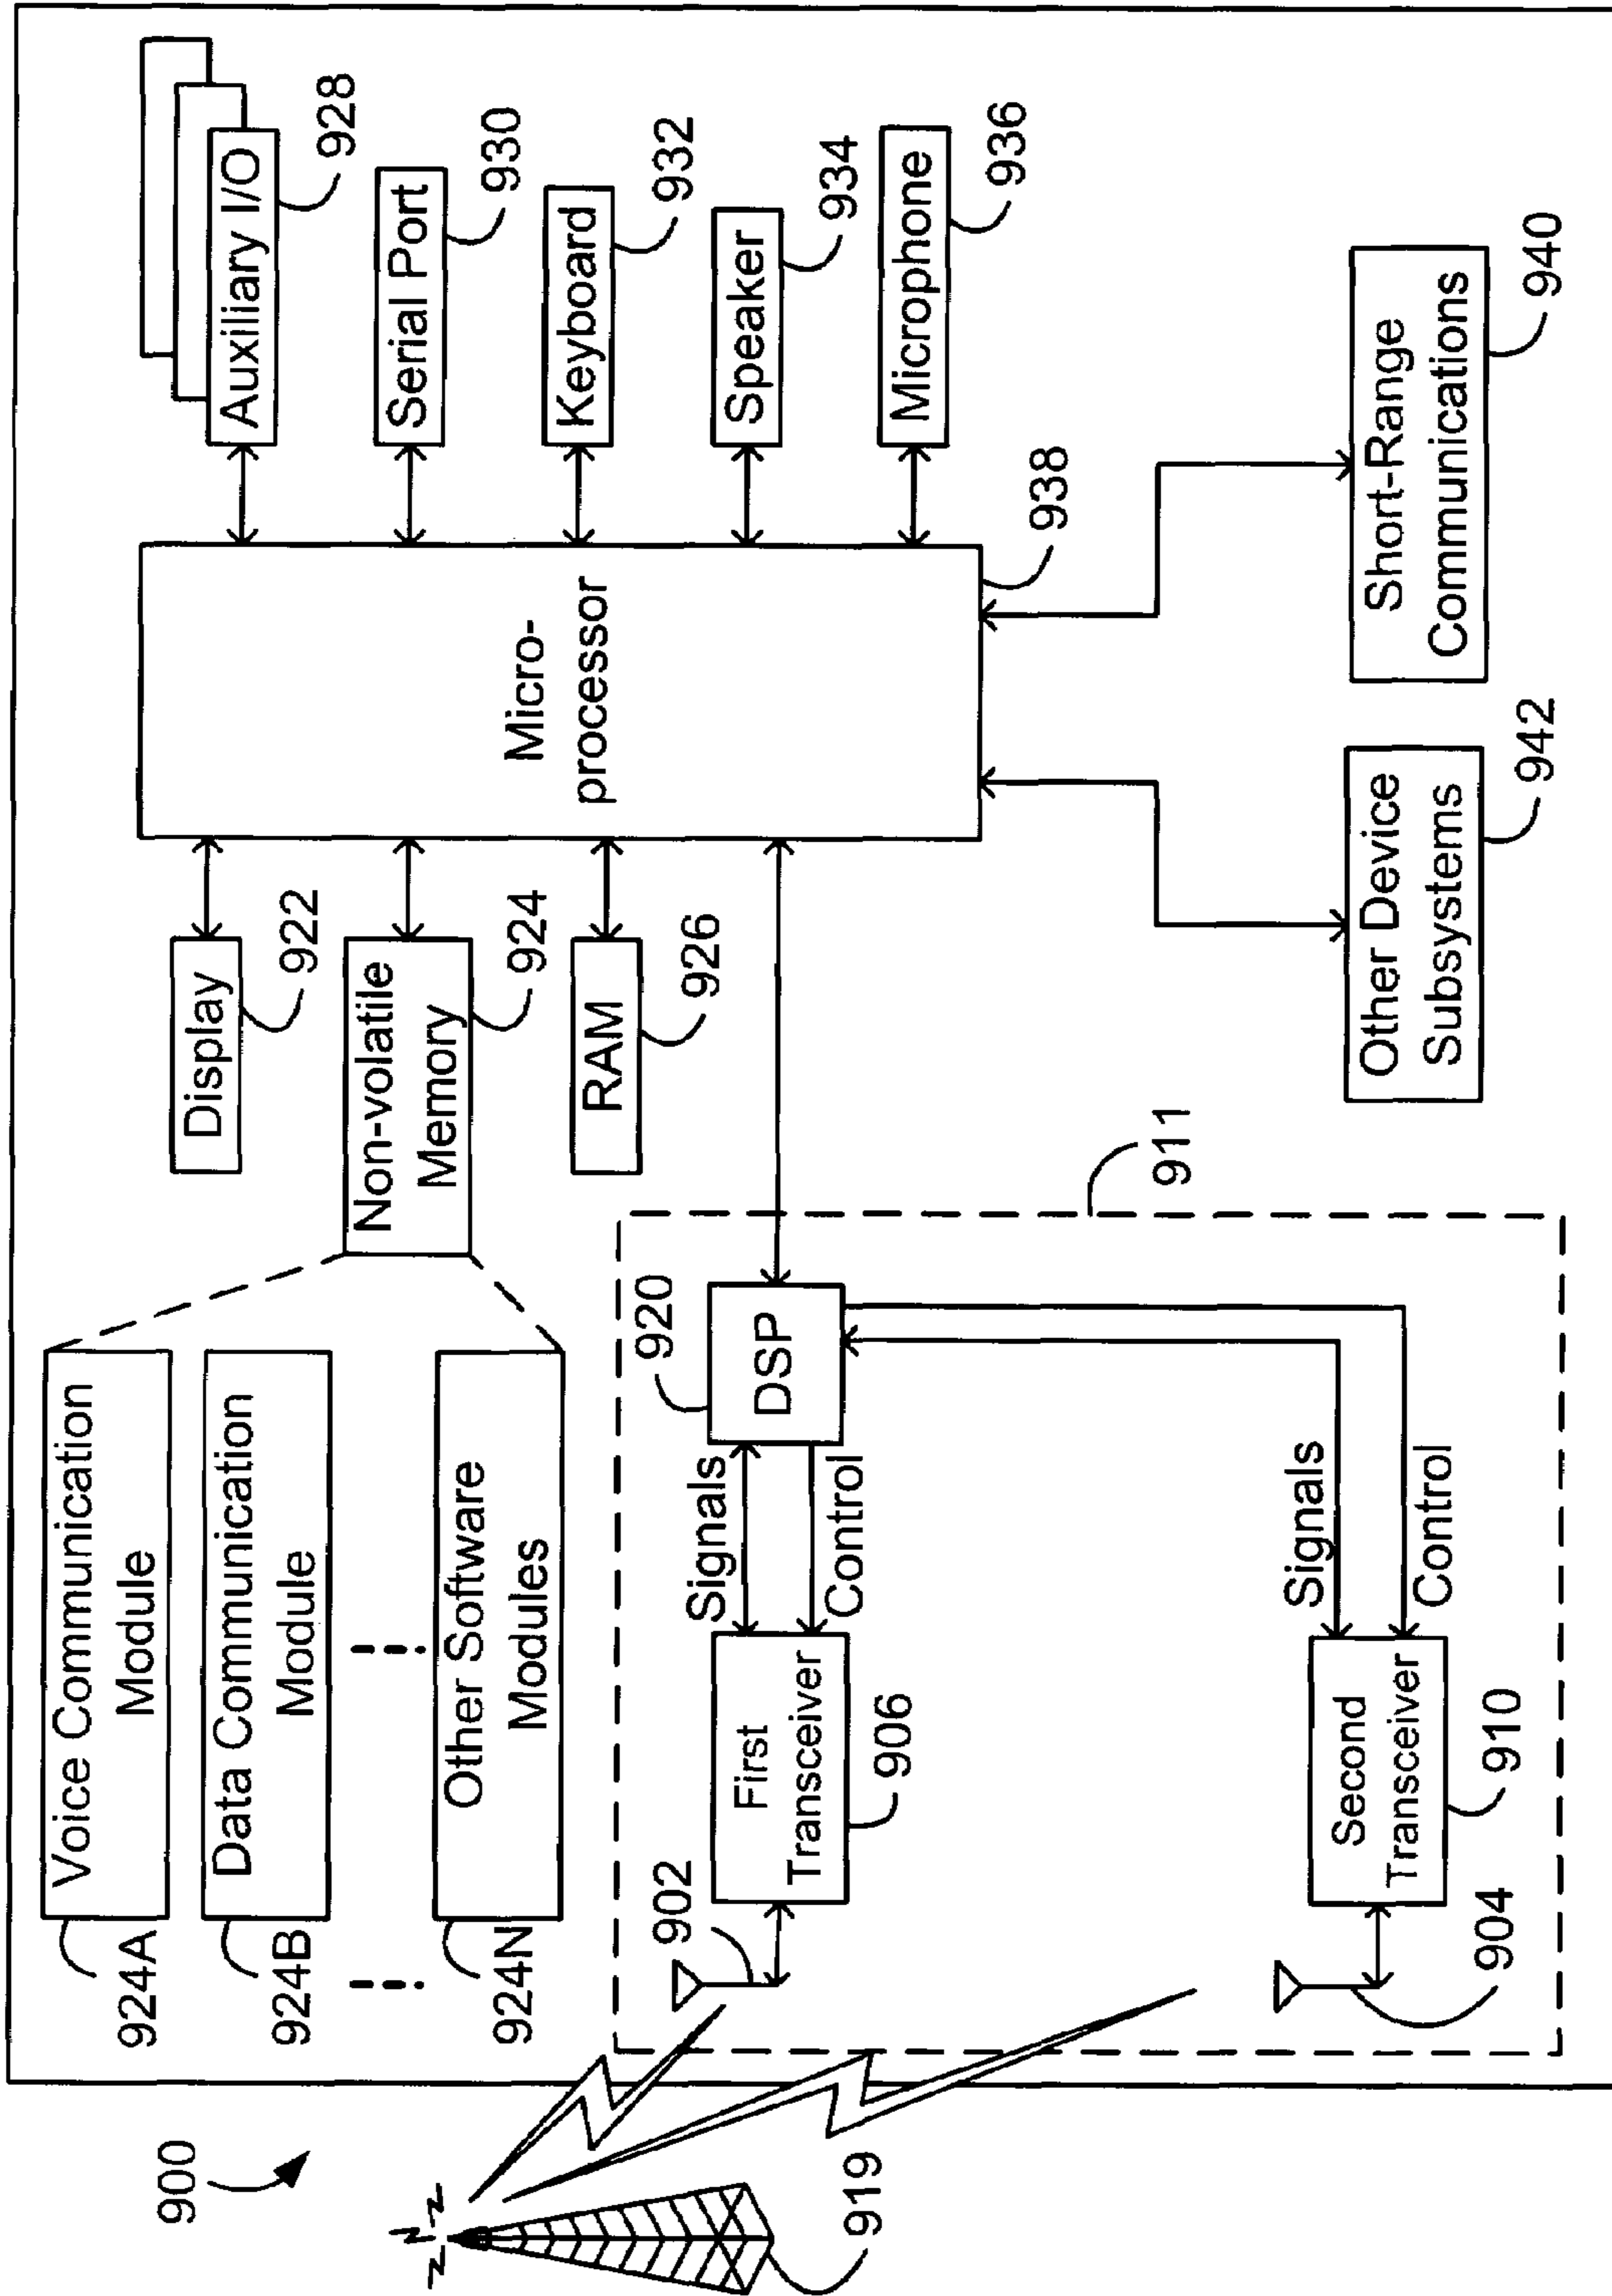 900
919
924A
Voice Communication
Module
924B
Data Communication
Module
924N
Other Software
Modules
Display
922
Non-volatile
Memory
924
RAM
926
Micro-
processor
938
Auxiliary I/O
928
Serial Port
930
Keyboard
932
Speaker
934
Microphone
936
902
First
Transceiver
906
Signals
Control
DSP
920
911
904
Second
Transceiver
910
Signals
Control
Other Device
Subsystems
942
Short-Range
Communications
940